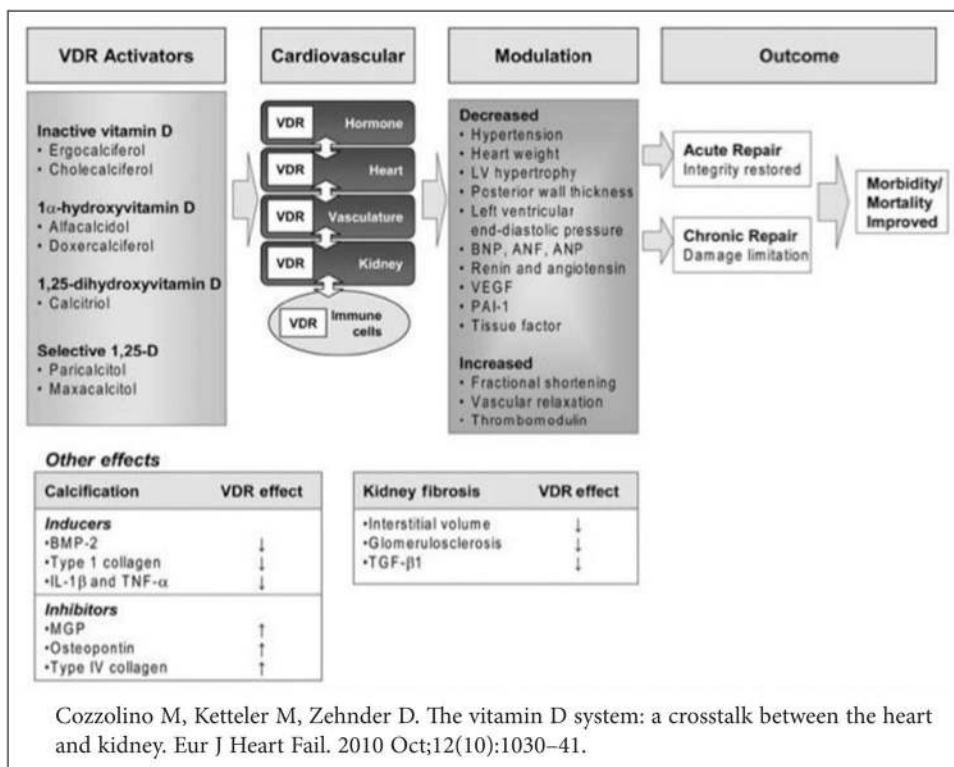 VDR Activators
Inactive vitamin D
• Ergocalciferol
• Cholecalciferol
1α-hydroxyvitamin D
• Alfacalcidol
• Doxercalciferol
1,25-dihydroxyvitamin D
• Calcitriol
Selective 1,25-D
• Paricalcitol
• Maxacalcitol
Cardiovascular
VDR Hormone
VDR Heart
VDR Vasculature
VDR Kidney
VDR Immune
cells
Modulation
Decreased
• Hypertension
• Heart weight
• LV hypertrophy
• Posterior wall thickness
• Left ventricular
end-diastolic pressure
• BNP, ANF, ANP
• Renin and angiotensin
• VEGF
• PAI-1
• Tissue factor
Increased
• Fractional shortening
• Vascular relaxation
• Thrombomodulin
Outcome
Acute Repair
Integrity restored
Chronic Repair
Damage limitation
Morbidity/
Mortality
Improved
Other effects
Calcification VDR effect
Inducers
•BMP-2 ↓
•Type 1 collagen ↓
•IL-1β and TNF-α ↓
Inhibitors
•MGP ↑
•Osteopontin ↑
•Type IV collagen ↑
Kidney fibrosis VDR effect
•Interstitial volume ↓
•Glomerulosclerosis ↓
•TGF-β1 ↓
Cozzolino M, Ketteler M, Zehnder D. The vitamin D system: a crosstalk between the heart
and kidney. Eur J Heart Fail. 2010 Oct;12(10):1030–41.